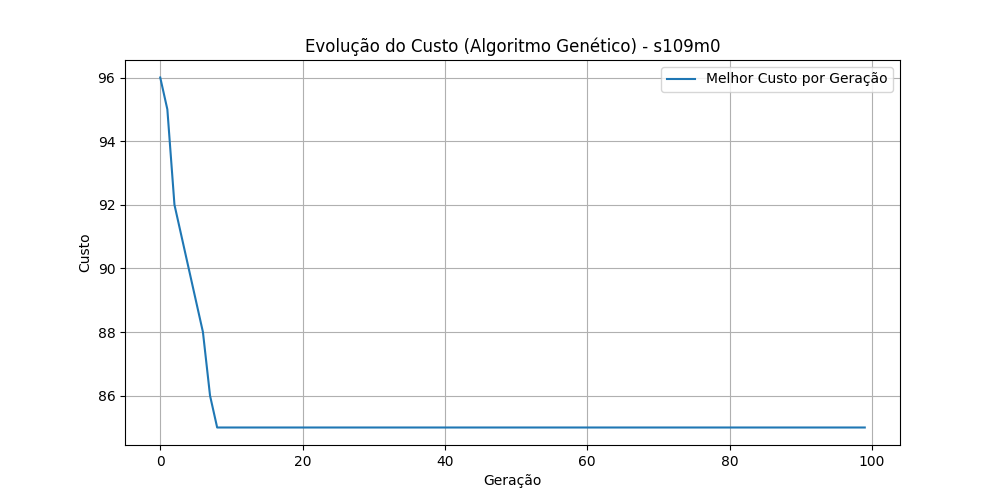 Evolução do Custo (Algoritmo Genético) - s109m0
Melhor Custo por Geração
96
94
92
90
88
86
Custo
0 20 40 60 80 100
Geração